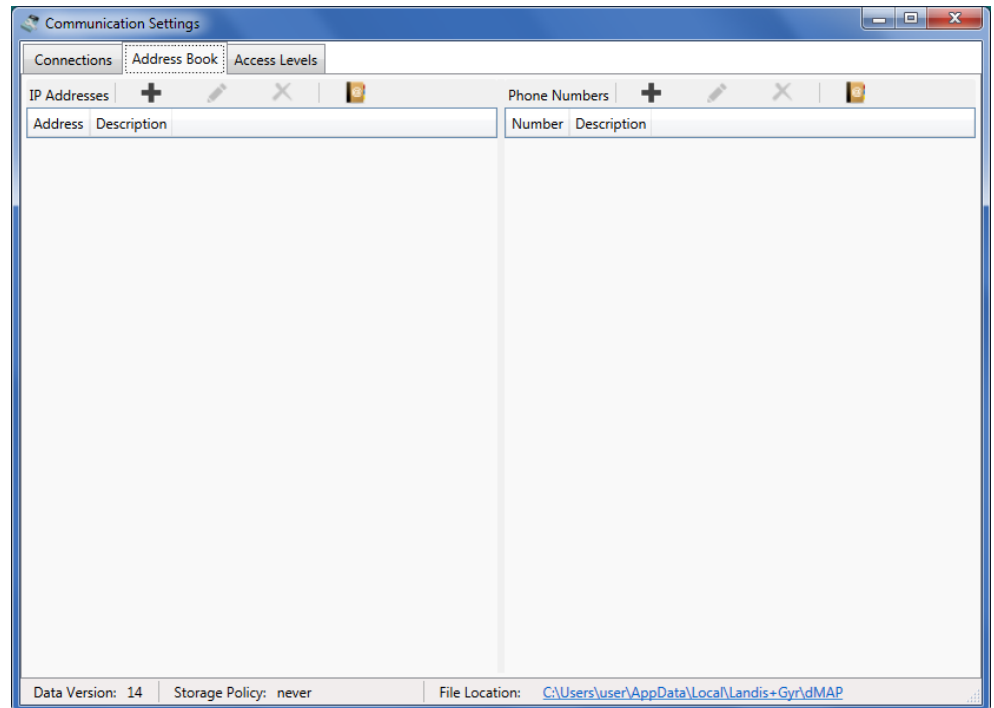 Communication Settings
Connections Address Book Access Levels
IP Addresses
Address Description
Phone Numbers
Number Description
Data Version: 14 Storage Policy: never File Location: C:\Users\user\AppData\Local\Landis+Gyr\dMAP